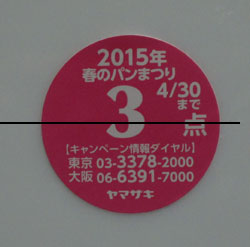 2015年
春のパンまつり
3点
4/30
まで
【キャンペーン情報ダイヤル】
東京 03-3378-2000
大阪 06-6391-7000
ヤマザキ